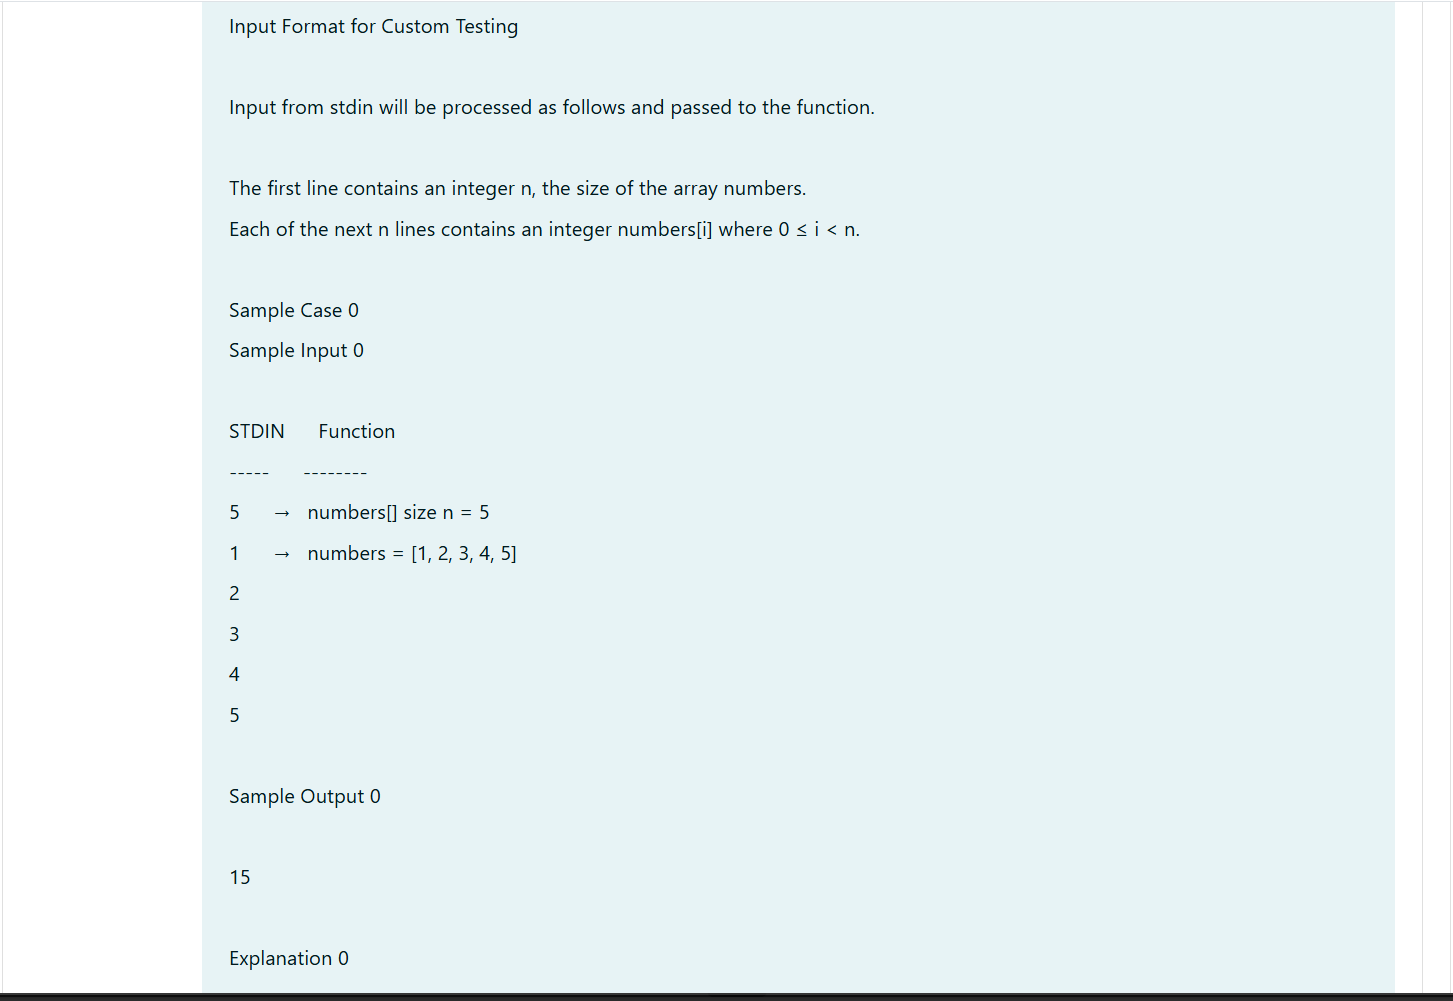 Input Format for Custom Testing
Input from stdin will be processed as follows and passed to the function.
The first line contains an integer n, the size of the array numbers.
Each of the next n lines contains an integer numbers[i] where 0 ≤ i < n.
Sample Case 0
Sample Input 0
STDIN Function
----- --------
5 → numbers[] size n = 5
1 → numbers = [1, 2, 3, 4, 5]
2
3
4
5
Sample Output 0
15
Explanation 0